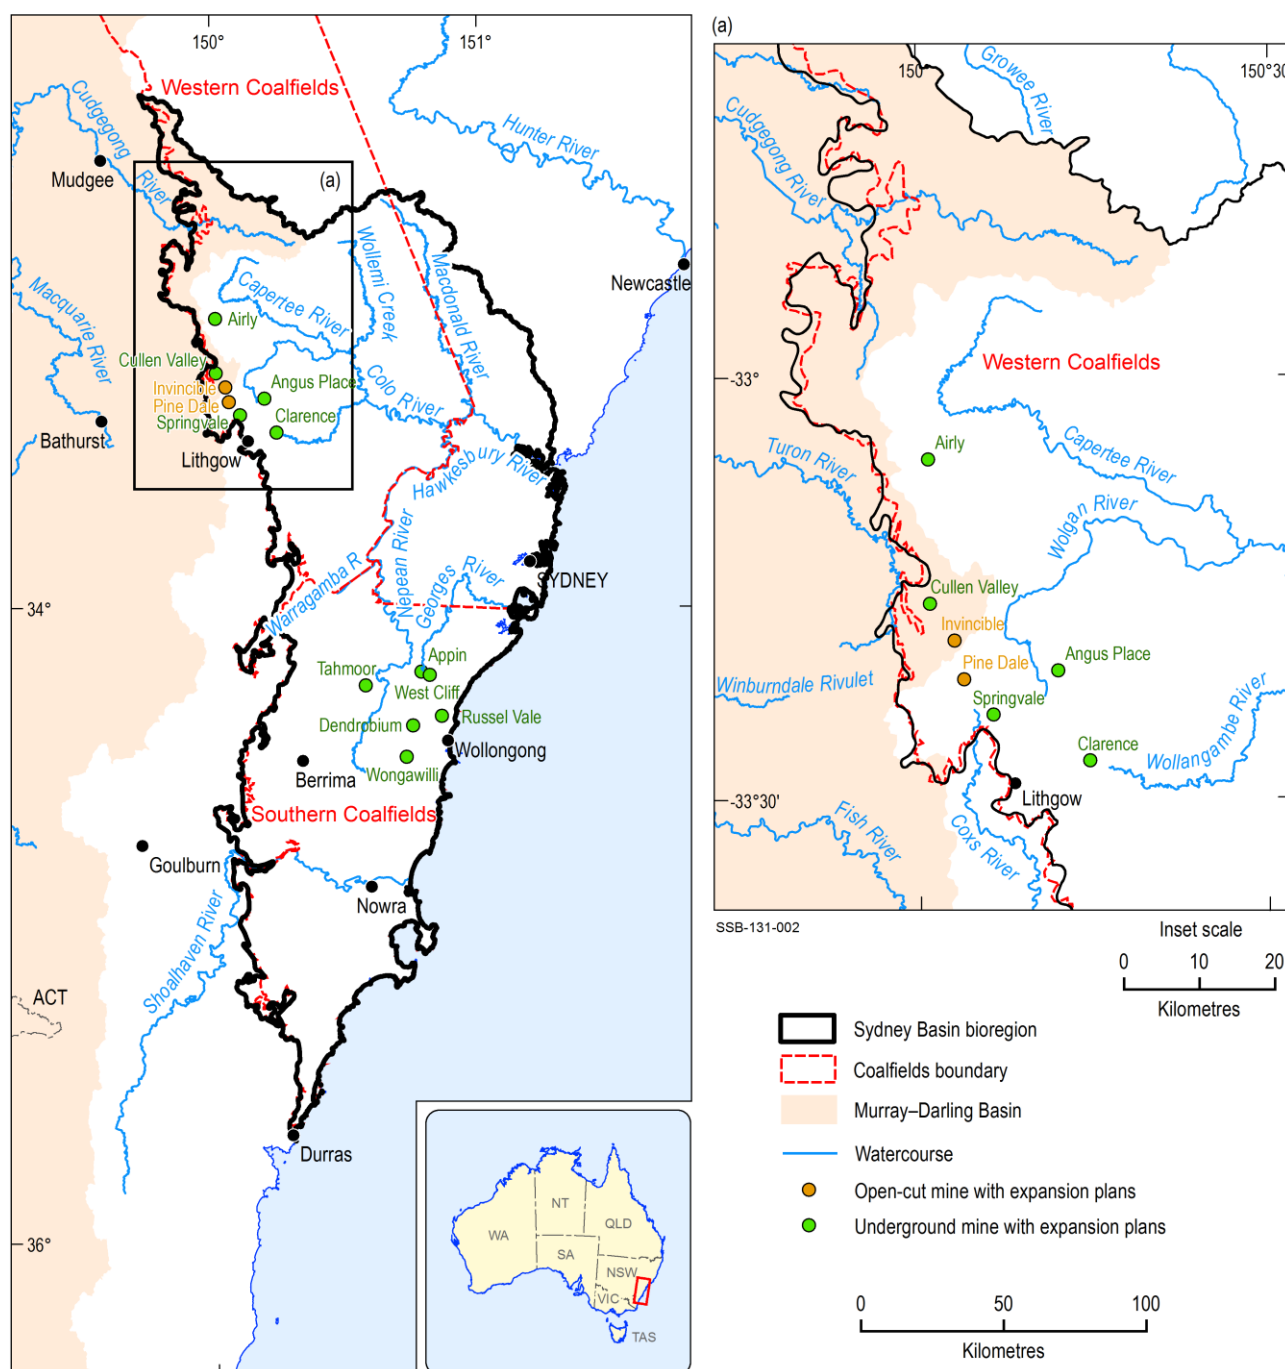 150°
151°
Western Coalfields
Cudgegong
River
Mudgee
(a)
Hunter River
Newcastle
Macquarie River
Wollemi Creek
Macdonald River
Capertee River
Airly
Cullen Valley
Invincible
Angus Place
Pine Dale
Springvale
Clarence
Colo River
Bathurst
Lithgow
Hawkesbury River
Warragamba R
Nepean River
Georges River
SYDNEY
34°
Tahmoor
Appin
West Cliff
Dendrobium
Russel Vale
Wollongong
Berrima
Wongawilli
Southern Coalfields
Goulburn
Nowra
Shoalhaven River
ACT
Durras
36°
WA
NT
QLD
SA
NSW
VIC
TAS
(a)
150°
150°30
Growee River
Cudgegong River
-33°
Western Coalfields
Turon River
Airly
Capertee River
Wolgan River
Cullen Valley
Invincible
Pine Dale
Angus Place
Winburndale Rivulet
Springvale
Clarence
Wollangambe River
-33°30'
Lithgow
Fish River
Coxs River
SSB-131-002
Inset scale
0 10 20
Kilometres
Sydney Basin bioregion
Coalfields boundary
Murray–Darling Basin
Watercourse
Open-cut mine with expansion plans
Underground mine with expansion plans
0 50 100
Kilometres